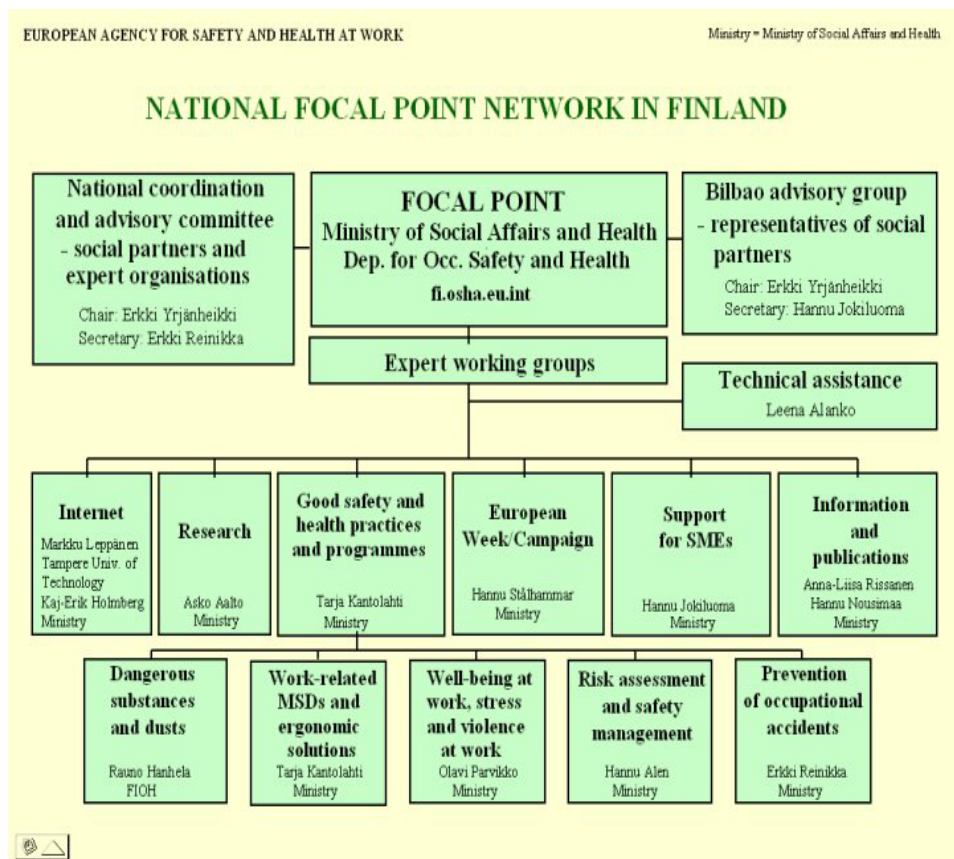 EUROPEAN AGENCY FOR SAFETY AND HEALTH AT WORK
Ministry = Ministry of Social Affairs and Health
NATIONAL FOCAL POINT NETWORK IN FINLAND
National coordination
and advisory committee
- social partners and
expert organisations
Chair: Erkki Yrjänheikki
Secretary: Erkki Reinikka
FOCAL POINT
Ministry of Social Affairs and Health
Dep. for Occ. Safety and Health
fi.osha.eu.int
Bilbao advisory group
- representatives of social
partners
Chair: Erkki Yrjänheikki
Secretary: Hannu Jokiluoma
Expert working groups
Technical assistance
Leena Alanko
Internet
Markku Leppänen
Tampere Univ. of
Technology
Kaj-Erik Holmberg
Ministry
Research
Asko Aalto
Ministry
Good safety and
health practices
and programmes
Tarja Kantolahti
Ministry
European
Week/Campaign
Hannu Stålhammar
Ministry
Support
for SMEs
Hannu Jokiluoma
Ministry
Information
and
publications
Anna-Liisa Rissanen
Hannu Nousimaa
Ministry
Dangerous
substances
and dusts
Rauno Hanhela
FIOH
Work-related
MSDs and
ergonomic
solutions
Tarja Kantolahti
Ministry
Well-being at
work, stress
and violence
at work
Olavi Parvikko
Ministry
Risk assessment
and safety
management
Hannu Alen
Ministry
Prevention
of occupational
accidents
Erkki Reinikka
Ministry